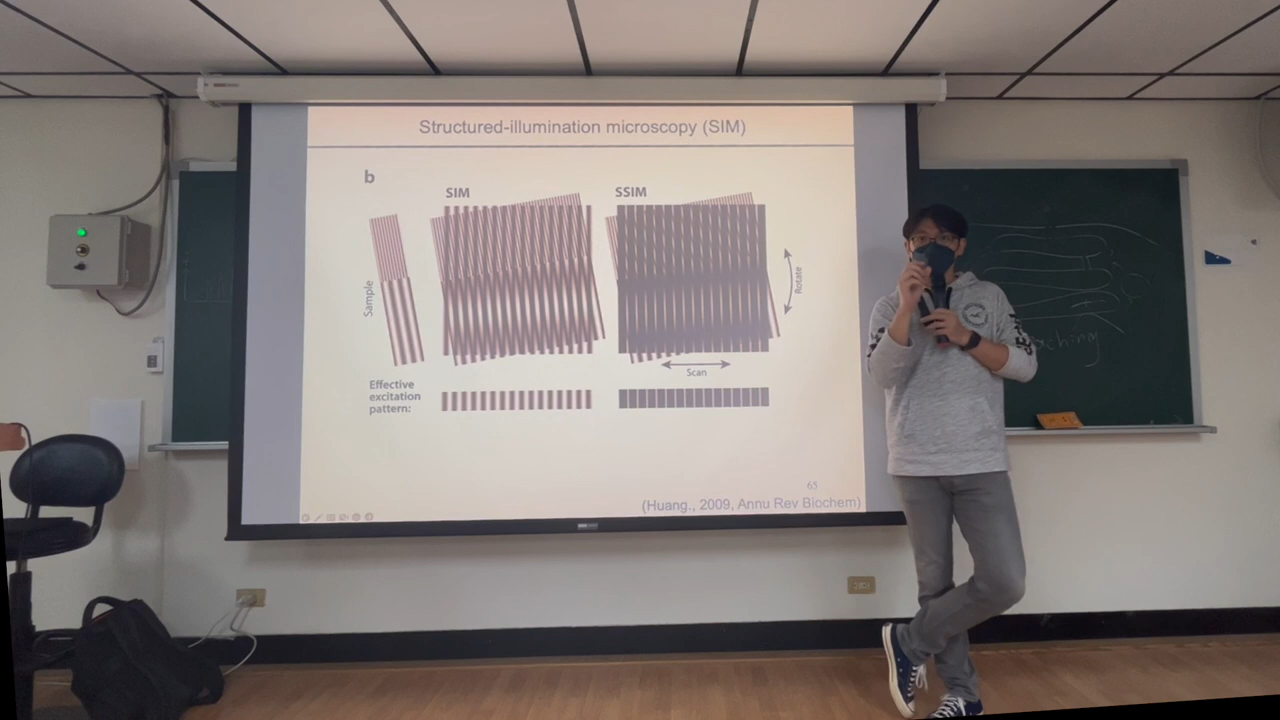 Structured-illumination microscopy (SIM)
b
SIM
SSIM
Sample
Rotate
Scan
Effective
excitation
pattern:
65
(Huang., 2009, Annu Rev Biochem)